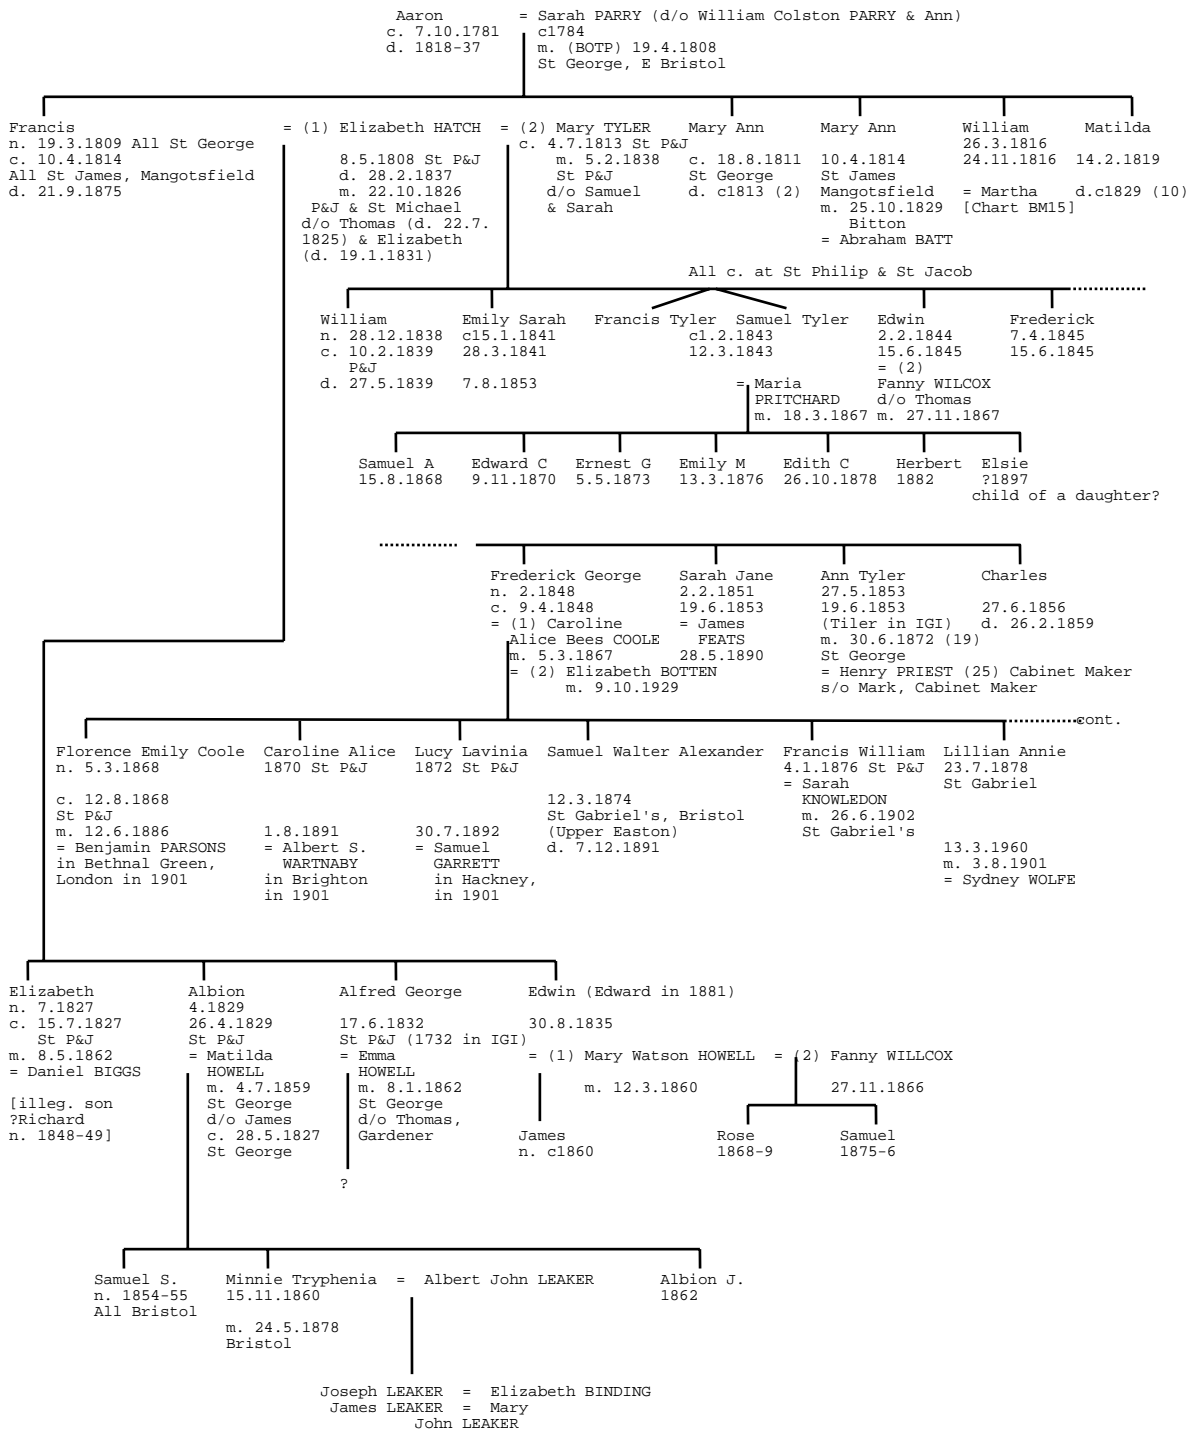 Aaron = Sarah PARRY (d/o William Colston PARRY & Ann)
c. 7.10.1781 c1784
d. 1818-37 m. (BOTP) 19.4.1808
St George, E Bristol
Francis = (1) Elizabeth HATCH = (2) Mary TYLER Mary Ann Mary Ann William Matilda
n. 19.3.1809 All St George c. 4.7.1813 St P&J 26.3.1816
c. 10.4.1814 8.5.1808 St P&J m. 5.2.1838 c. 18.8.1811 10.4.1814 24.11.1816 14.2.1819
All St James, Mangotsfield d. 28.2.1837 St P&J St George St James
d. 21.9.1875 m. 22.10.1826 d/o Samuel d. c1813 (2) Mangotsfield = Martha d.c1829 (10)
P&J & St Michael & Sarah m. 25.10.1829 [Chart BM15]
d/o Thomas (d. 22.7. Bitton
1825) & Elizabeth = Abraham BATT
(d. 19.1.1831)
All c. at St Philip & St Jacob
William Emily Sarah Francis Tyler Samuel Tyler Edwin Frederick
n. 28.12.1838 c15.1.1841 c1.2.1843 2.2.1844 7.4.1845
c. 10.2.1839 28.3.1841 12.3.1843 15.6.1845 15.6.1845
P&J = (2)
d. 27.5.1839 7.8.1853 = Maria Fanny WILCOX
PRITCHARD d/o Thomas
m. 18.3.1867 m. 27.11.1867
Samuel A Edward C Ernest G Emily M Edith C Herbert Elsie
15.8.1868 9.11.1870 5.5.1873 13.3.1876 26.10.1878 1882 ?1897
child of a daughter?
Frederick George Sarah Jane Ann Tyler Charles
n. 2.1848 2.2.1851 27.5.1853
c. 9.4.1848 19.6.1853 19.6.1853 27.6.1856
= (1) Caroline = James (Tiler in IGI) d. 26.2.1859
Alice Bees COOLE FEATS m. 30.6.1872 (19)
m. 5.3.1867 28.5.1890 St George
= (2) Elizabeth BOTTEN = Henry PRIEST (25) Cabinet Maker
m. 9.10.1929 s/o Mark, Cabinet Maker
cont.
Florence Emily Coole Caroline Alice Lucy Lavinia Samuel Walter Alexander Francis William Lillian Annie
n. 5.3.1868 1870 St P&J 1872 St P&J 4.1.1876 St P&J 23.7.1878
= Sarah St Gabriel
c. 12.8.1868 12.3.1874 KNOWLEDON
St P&J St Gabriel's, Bristol m. 26.6.1902
m. 12.6.1886 1.8.1891 30.7.1892 (Upper Easton) St Gabriel's
= Benjamin PARSONS = Albert S. = Samuel d. 7.12.1891 13.3.1960
in Bethnal Green, WARTNABY GARRETT m. 3.8.1901
London in 1901 in Brighton in Hackney, = Sydney WOLFE
in 1901 in 1901
Elizabeth Albion Alfred George Edwin (Edward in 1881)
n. 7.1827 4.1829
c. 15.7.1827 26.4.1829 17.6.1832 30.8.1835
St P&J St P&J St P&J (1732 in IGI)
m. 8.5.1862 = Matilda = Emma = (1) Mary Watson HOWELL = (2) Fanny WILLCOX
= Daniel BIGGS HOWELL HOWELL
m. 4.7.1859 m. 8.1.1862 m. 12.3.1860 27.11.1866
[illeg. son St George St George
?Richard d/o James d/o Thomas,
n. 1848-49] c. 28.5.1827 Gardener James Rose Samuel
St George n. c1860 1868-9 1875-6
?
Samuel S. Minnie Tryphenia = Albert John LEAKER Albion J.
n. 1854-55 15.11.1860 1862
All Bristol
m. 24.5.1878
Bristol
Joseph LEAKER = Elizabeth BINDING
James LEAKER = Mary
John LEAKER